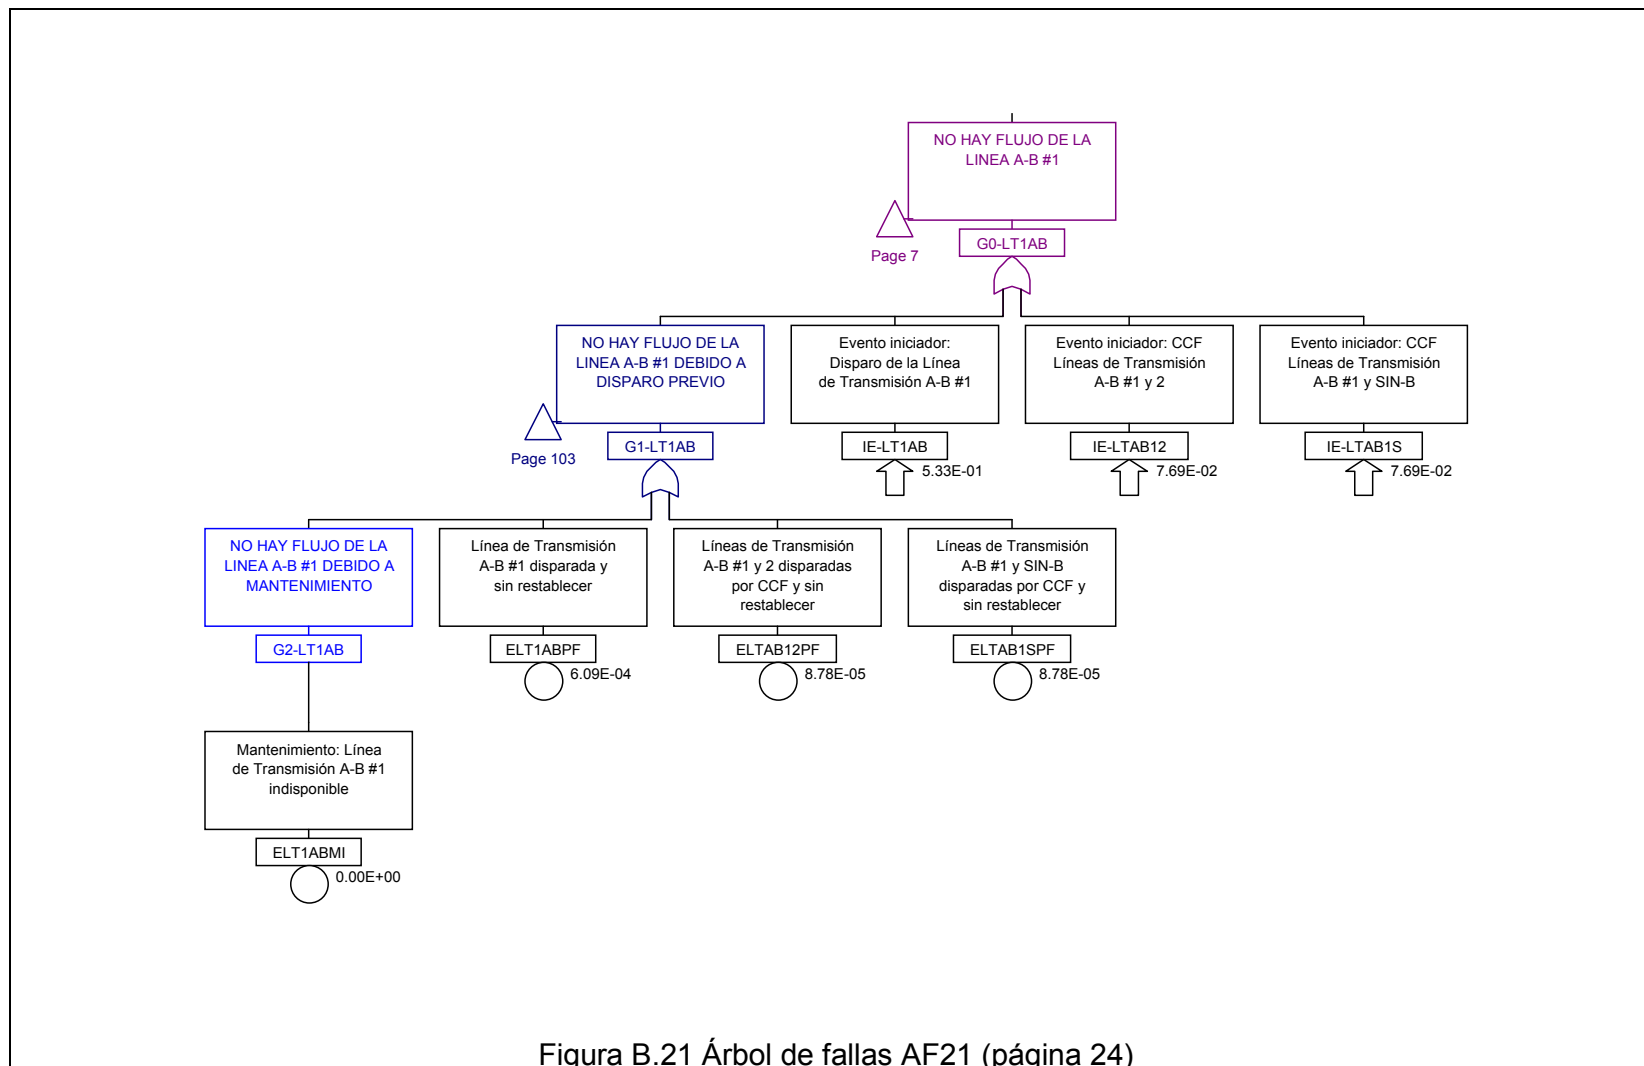 NO HAY FLUJO DE LA
LINEA A-B #1
Page 7
G0-LT1AB
NO HAY FLUJO DE LA
LINEA A-B #1 DEBIDO A
DISPARO PREVIO
Page 103
G1-LT1AB
Evento iniciador:
Disparo de la Línea
de Transmisión A-B #1
IE-LT1AB
5.33E-01
Evento iniciador: CCF
Líneas de Transmisión
A-B #1 y 2
IE-LTAB12
7.69E-02
Evento iniciador: CCF
Líneas de Transmisión
A-B #1 y SIN-B
IE-LTAB1S
7.69E-02
NO HAY FLUJO DE LA
LINEA A-B #1 DEBIDO A
MANTENIMIENTO
G2-LT1AB
Línea de Transmisión
A-B #1 disparada y
sin restablecer
ELT1ABPF
6.09E-04
Líneas de Transmisión
A-B #1 y 2 disparadas
por CCF y sin
restablecer
ELTAB12PF
8.78E-05
Líneas de Transmisión
A-B #1 y SIN-B
disparadas por CCF y
sin restablecer
ELTAB1SPF
8.78E-05
Mantenimiento: Línea
de Transmisión A-B #1
indisponible
ELT1ABMI
0.00E+00
Figura B.21 Árbol de fallas AF21 (página 24)